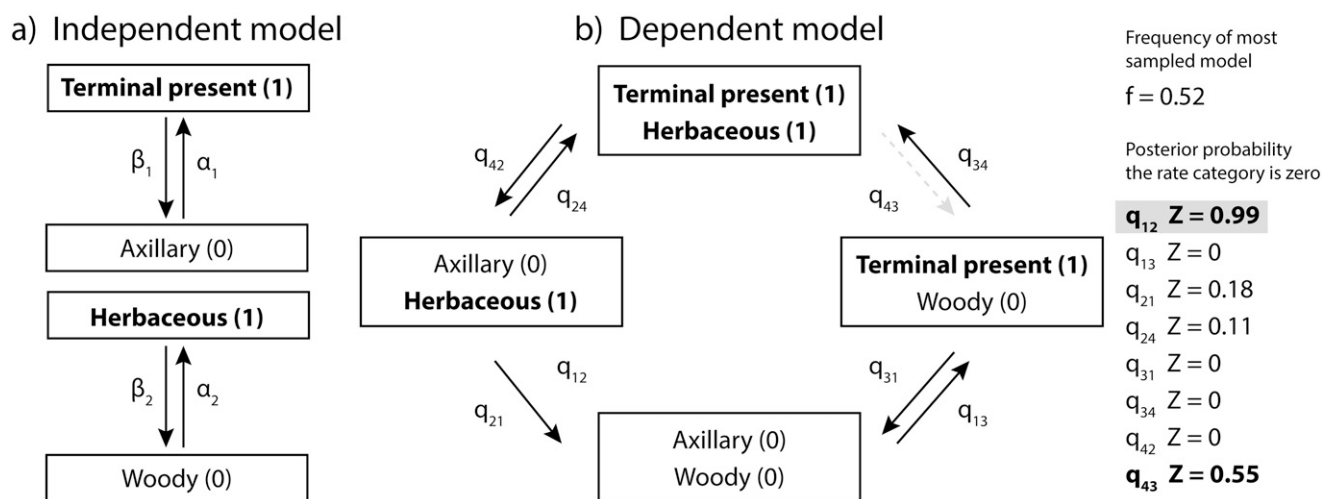 a) Independent model
Terminal present (1)
β₁ α₁
Axillary (0)
Herbaceous (1)
β₂ α₂
Woody (0)
b) Dependent model
Terminal present (1)
Herbaceous (1)
q₄₂
q₂₄
q₃₄
q₄₃
Axillary (0)
Herbaceous (1)
Terminal present (1)
Woody (0)
q₁₂
q₂₁
q₃₁
q₁₃
Axillary (0)
Woody (0)
Frequency of most
sampled model
f = 0.52
Posterior probability
the rate category is zero
q₁₂ Z = 0.99
q₁₃ Z = 0
q₂₁ Z = 0.18
q₂₄ Z = 0.11
q₃₁ Z = 0
q₃₄ Z = 0
q₄₂ Z = 0
q₄₃ Z = 0.55